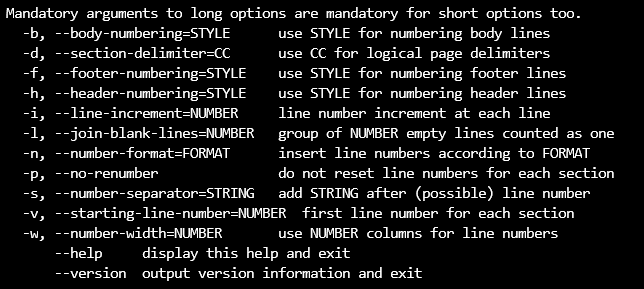 Mandatory arguments to long options are mandatory for short options too.
  -b, --body-numbering=STYLE      use STYLE for numbering body lines
  -d, --section-delimiter=CC      use CC for logical page delimiters
  -f, --footer-numbering=STYLE    use STYLE for numbering footer lines
  -h, --header-numbering=STYLE    use STYLE for numbering header lines
  -i, --line-increment=NUMBER     line number increment at each line
  -l, --join-blank-lines=NUMBER   group of NUMBER empty lines counted as one
  -n, --number-format=FORMAT      insert line numbers according to FORMAT
  -p, --no-renumber               do not reset line numbers for each section
  -s, --number-separator=STRING   add STRING after (possible) line number
  -v, --starting-line-number=NUMBER  first line number for each section
  -w, --number-width=NUMBER       use NUMBER columns for line numbers
      --help     display this help and exit
      --version  output version information and exit